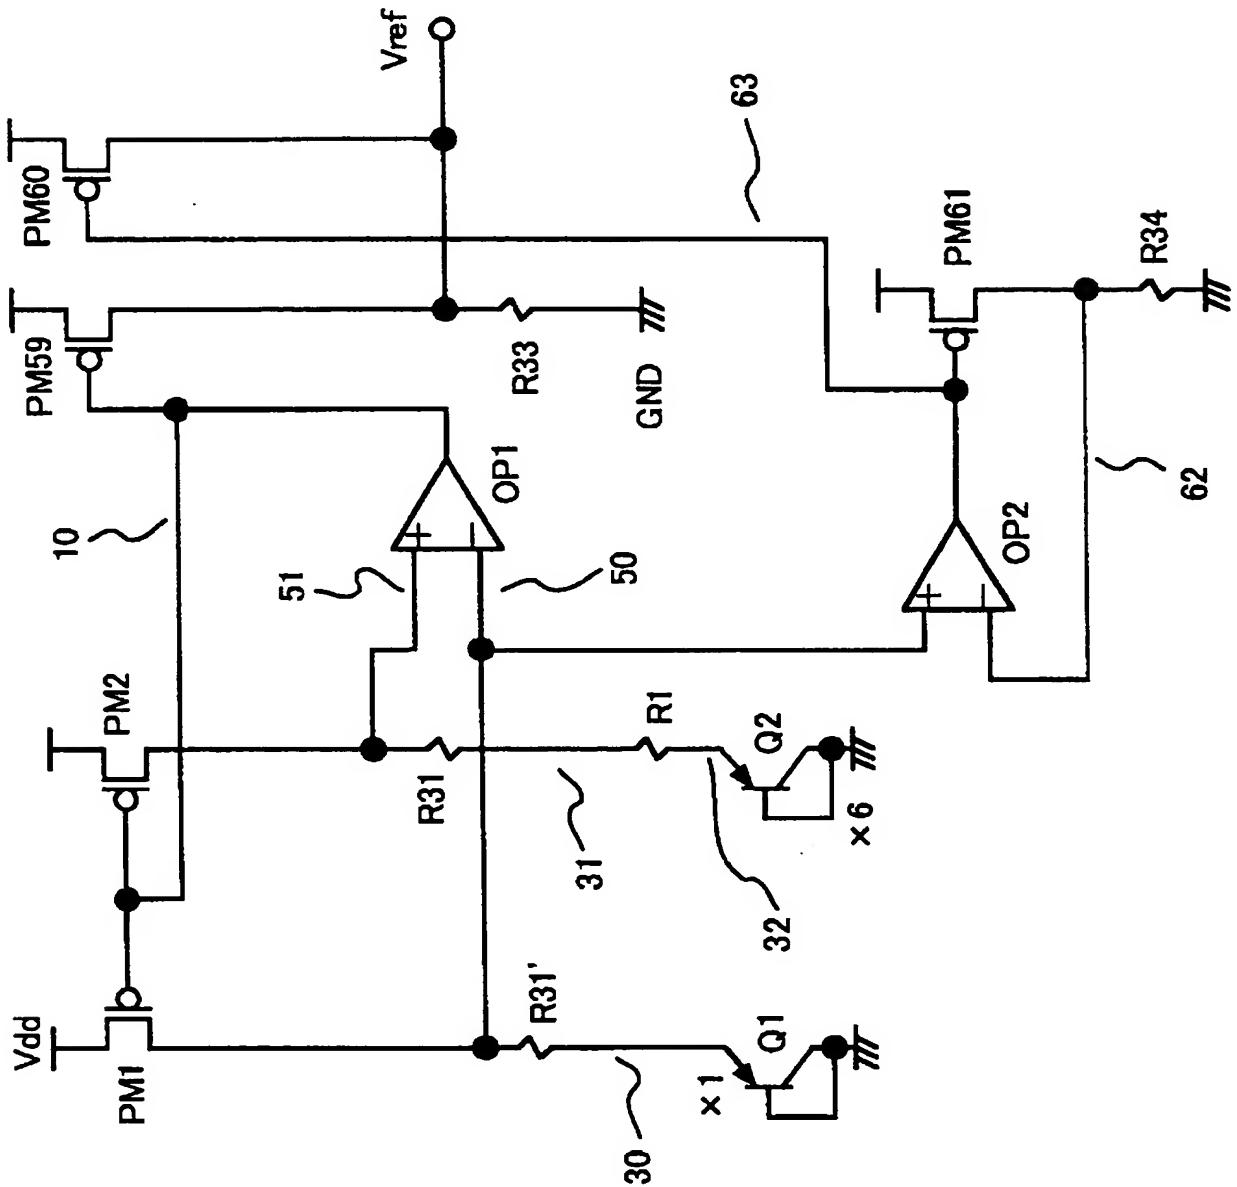 Vdd
PM1
PM2
10
PM59
PM60
Vref
51
50
OP1
R33
GND
63
R31'
R31
31
R1
30
32
×1
Q1
×6
Q2
OP2
PM61
R34
62
+
−
+
−